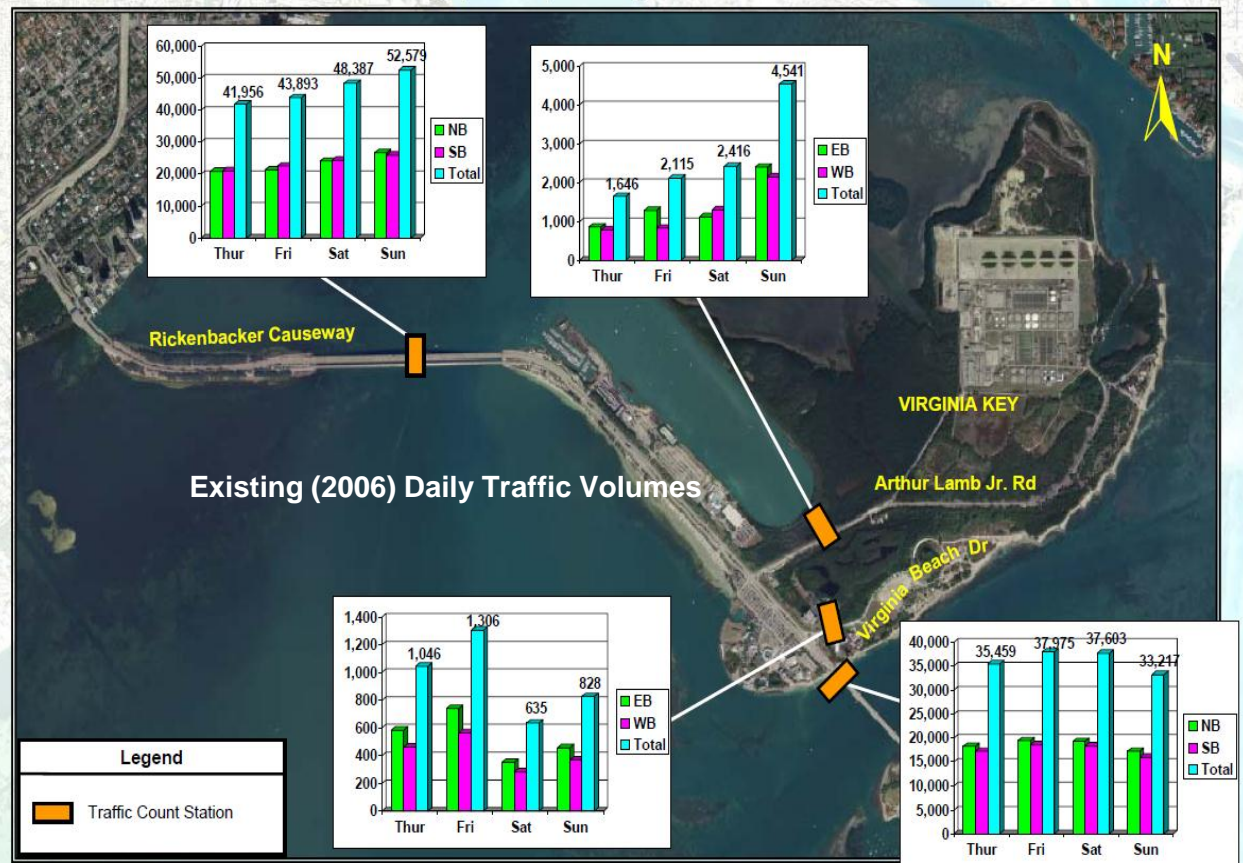 60,000
50,000
40,000
30,000
20,000
10,000
0
41,956
43,893
48,387
52,579
Thur Fri Sat Sun
NB
SB
Total
5,000
4,000
3,000
2,000
1,000
0
1,646
2,115
2,416
4,541
Thur Fri Sat Sun
EB
WB
Total
N
Rickenbacker Causeway
VIRGINIA KEY
Existing (2006) Daily Traffic Volumes
Arthur Lamb Jr. Rd
Virginia Beach Dr
1,400
1,200
1,000
800
600
400
200
0
1,046
1,306
635
828
Thur Fri Sat Sun
EB
WB
Total
40,000
35,000
30,000
25,000
20,000
15,000
10,000
5,000
0
35,459
37,975
37,603
33,217
Thur Fri Sat Sun
NB
SB
Total
Legend
Traffic Count Station